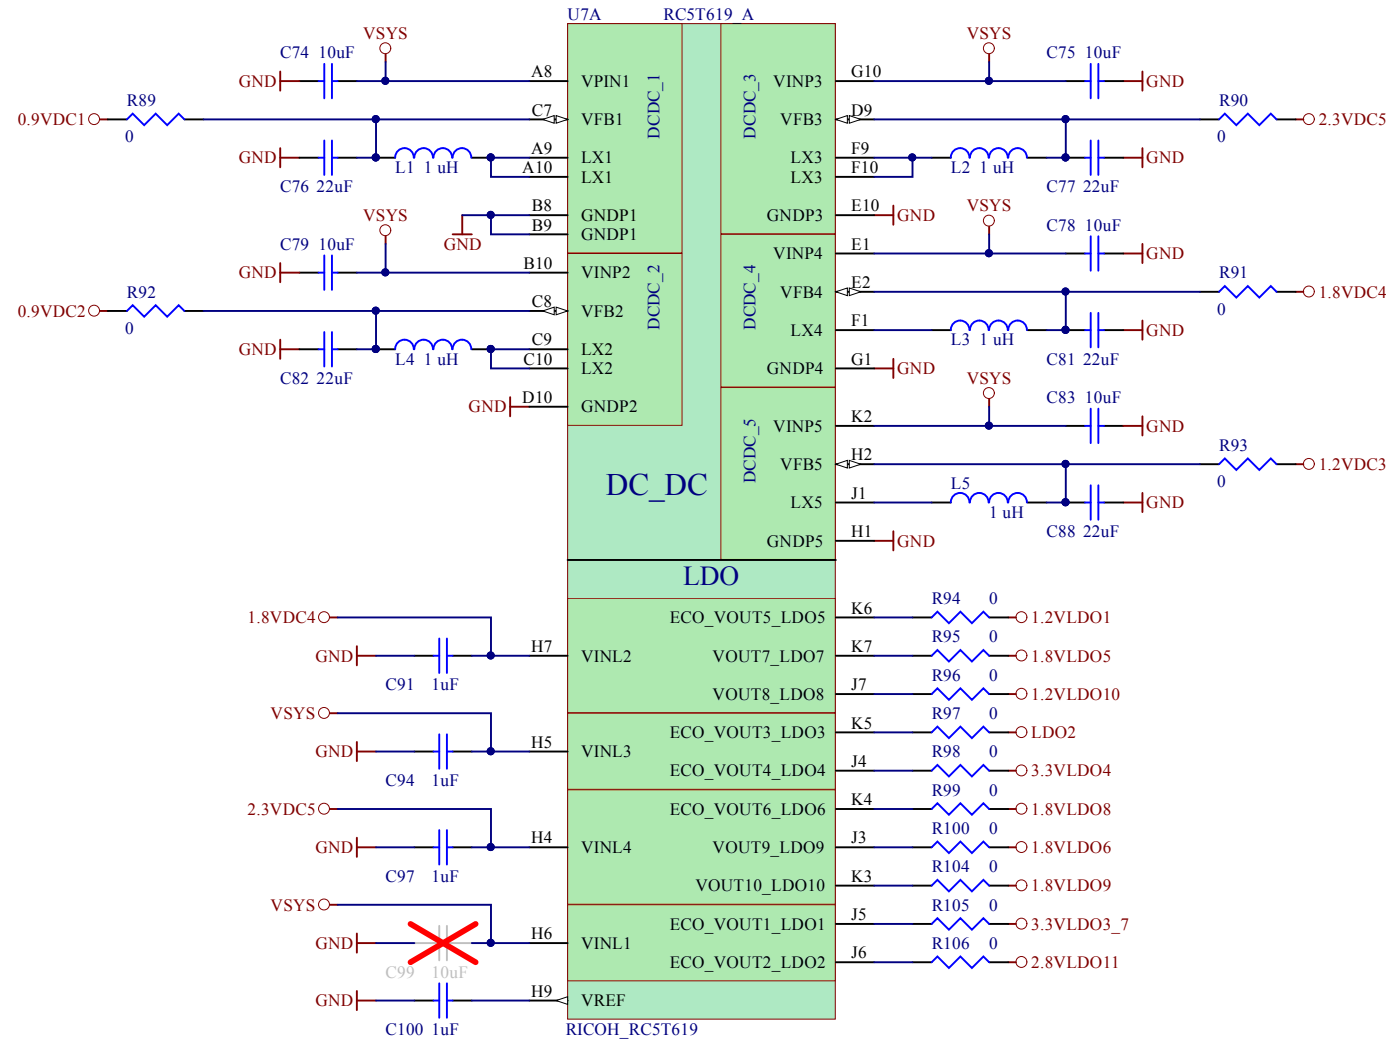 U7A RC5T619_A
VSYS VSYS
C74 10uF C75 10uF
GND A8 VPIN1 DCDC_1 DCDC_3 VINP3 G10 GND
R89 R90
0.9VDC1 C7 VFB1 VFB3 D9 2.3VDC5
0 0
GND A9 LX1 LX3 F9 GND
L1 1 uH A10 LX1 LX3 F10 L2 1 uH
C76 22uF C77 22uF
VSYS B8 GNDP1 GNDP3 E10 GND VSYS
GND B9 GNDP1
C79 10uF C78 10uF
E1 VINP4 GND
GND B10 VINP2 DCDC_2 DCDC_4
R92 R91
0.9VDC2 C8 VFB2 VFB4 E2 1.8VDC4
0 0
GND C9 LX2 LX4 F1 L3 1 uH GND
L4 1 uH C10 LX2
C82 22uF C81 22uF
GNDP4 G1 GND
VSYS
GND D10 GNDP2 C83 10uF
DCDC_5 VINP5 K2 GND
R93
VFB5 H2 1.2VDC3
0
DC_DC
LX5 J1 L5 1 uH GND
C88 22uF
GNDP5 H1 GND
LDO
R94 0
1.8VDC4 ECO_VOUT5_LDO5 K6 1.2VLDO1
R95 0
GND H7 VINL2 VOUT7_LDO7 K7 1.8VLDO5
C91 1uF R96 0
VOUT8_LDO8 J7 1.2VLDO10
VSYS R97 0
ECO_VOUT3_LDO3 K5 LDO2
GND H5 VINL3 R98 0
C94 1uF ECO_VOUT4_LDO4 J4 3.3VLDO4
R99 0
2.3VDC5 ECO_VOUT6_LDO6 K4 1.8VLDO8
R100 0
GND H4 VINL4 VOUT9_LDO9 J3 1.8VLDO6
C97 1uF R104 0
VOUT10_LDO10 K3 1.8VLDO9
VSYS R105 0
ECO_VOUT1_LDO1 J5 3.3VLDO3_7
GND H6 VINL1 R106 0
C99 10uF ECO_VOUT2_LDO2 J6 2.8VLDO11
GND H9 VREF
C100 1uF RICOH_RC5T619